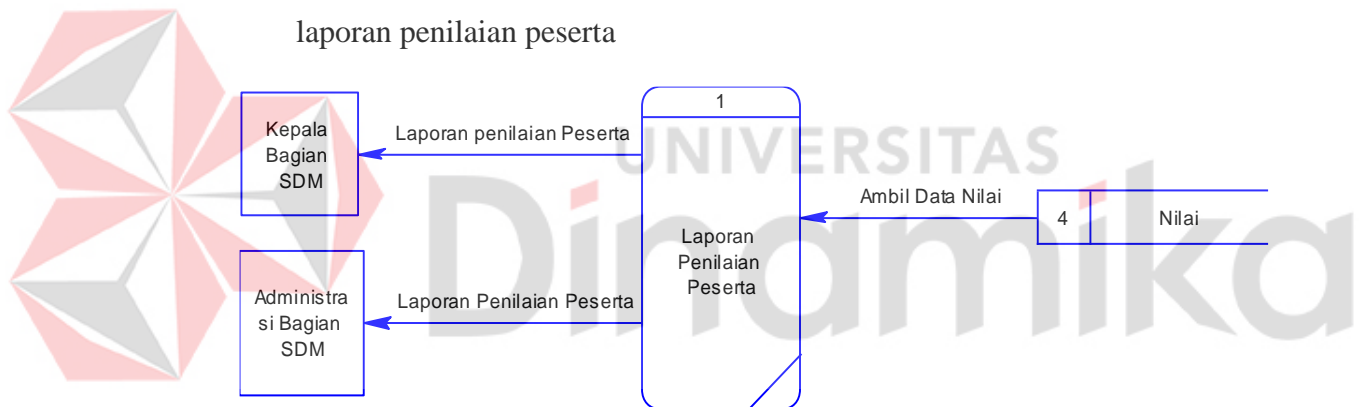 laporan penilaian peserta
UNIVERSITAS
Dinamika
Kepala
Bagian
SDM
Laporan penilaian Peserta
1
Laporan
Penilaian
Peserta
Ambil Data Nilai
4
Nilai
Administra
si Bagian
SDM
Laporan Penilaian Peserta